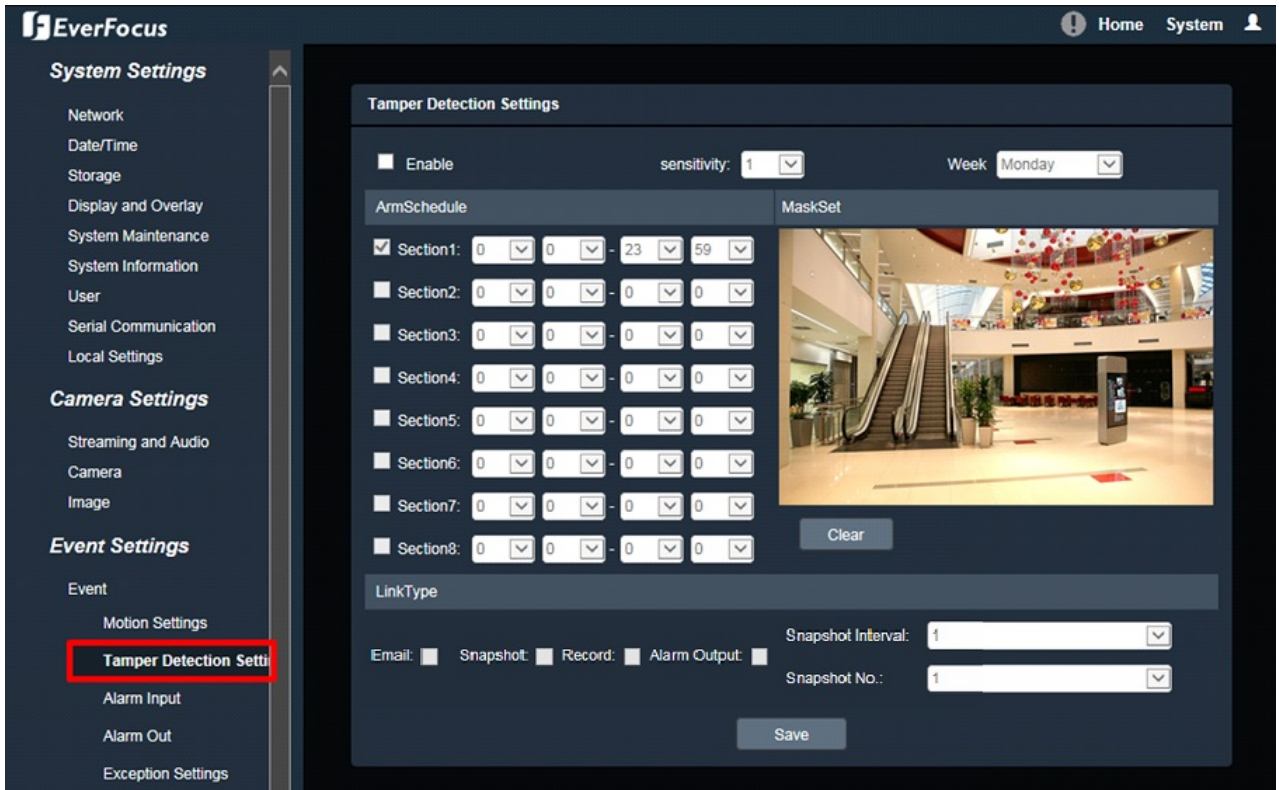 EverFocus
Home System
System Settings
Network
Date/Time
Storage
Display and Overlay
System Maintenance
System Information
User
Serial Communication
Local Settings
Camera Settings
Streaming and Audio
Camera
Image
Event Settings
Event
Motion Settings
Tamper Detection Setti
Alarm Input
Alarm Out
Exception Settings
Tamper Detection Settings
Enable sensitivity: 1 Week Monday
ArmSchedule MaskSet
Section1: 0 0 - 23 59
Section2: 0 0 - 0 0
Section3: 0 0 - 0 0
Section4: 0 0 - 0 0
Section5: 0 0 - 0 0
Section6: 0 0 - 0 0
Section7: 0 0 - 0 0
Section8: 0 0 - 0 0
Clear
LinkType
Email: Snapshot: Record: Alarm Output:
Snapshot Interval: 1
Snapshot No.: 1
Save